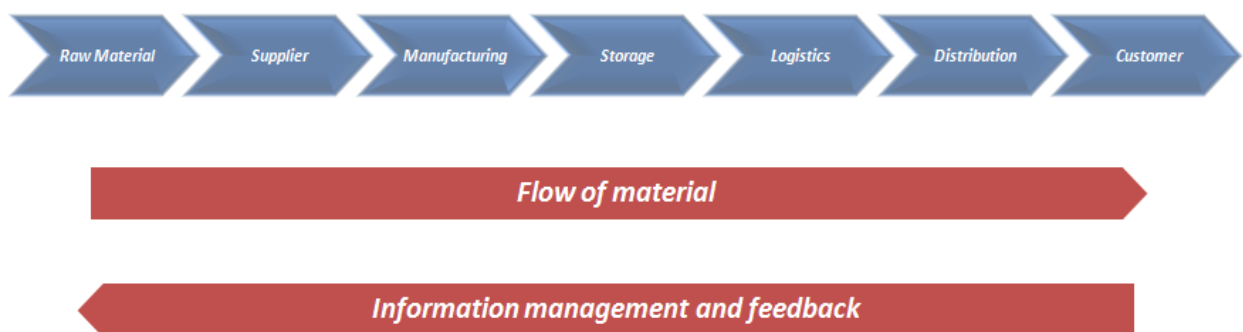 Raw Material
Supplier
Manufacturing
Storage
Logistics
Distribution
Customer
Flow of material
Information management and feedback